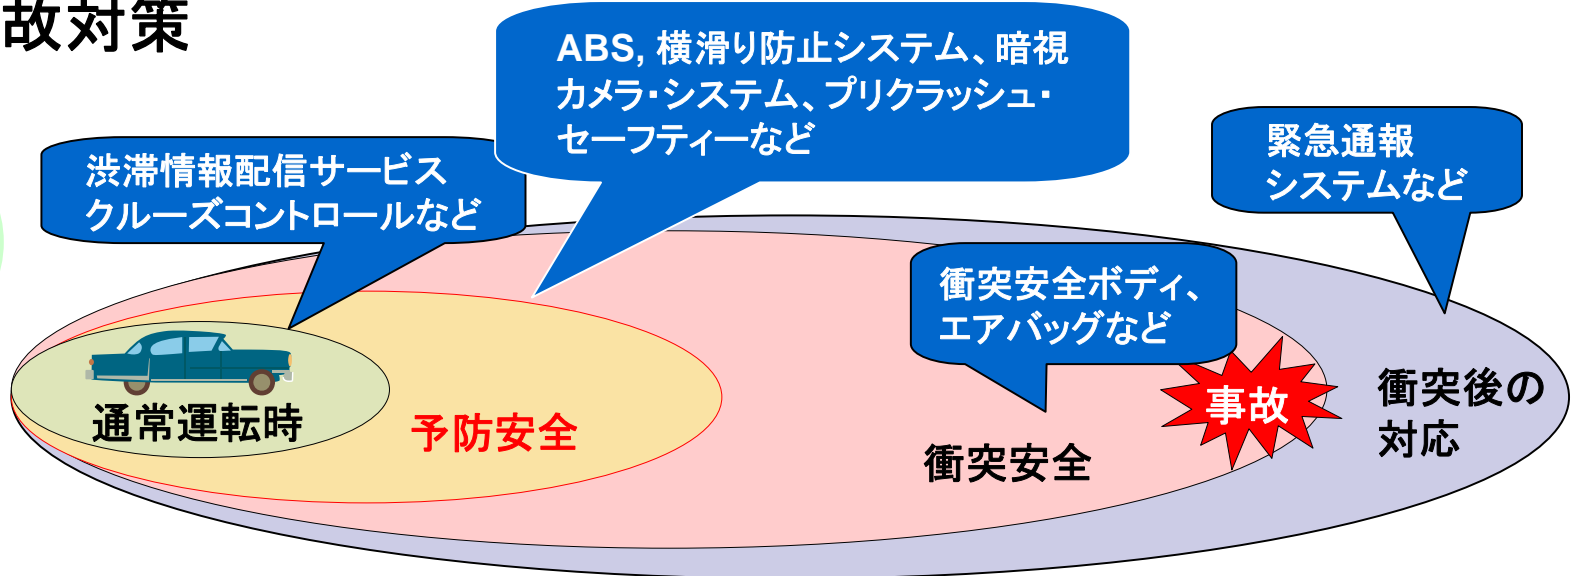 故対策
ABS, 横滑り防止システム、暗視
カメラ・システム、プリクラッシュ・
セーフティーなど
渋滞情報配信サービス
クルーズコントロールなど
緊急通報
システムなど
衝突安全ボディ、
エアバッグなど
通常運転時
予防安全
衝突安全
事故
衝突後の
対応